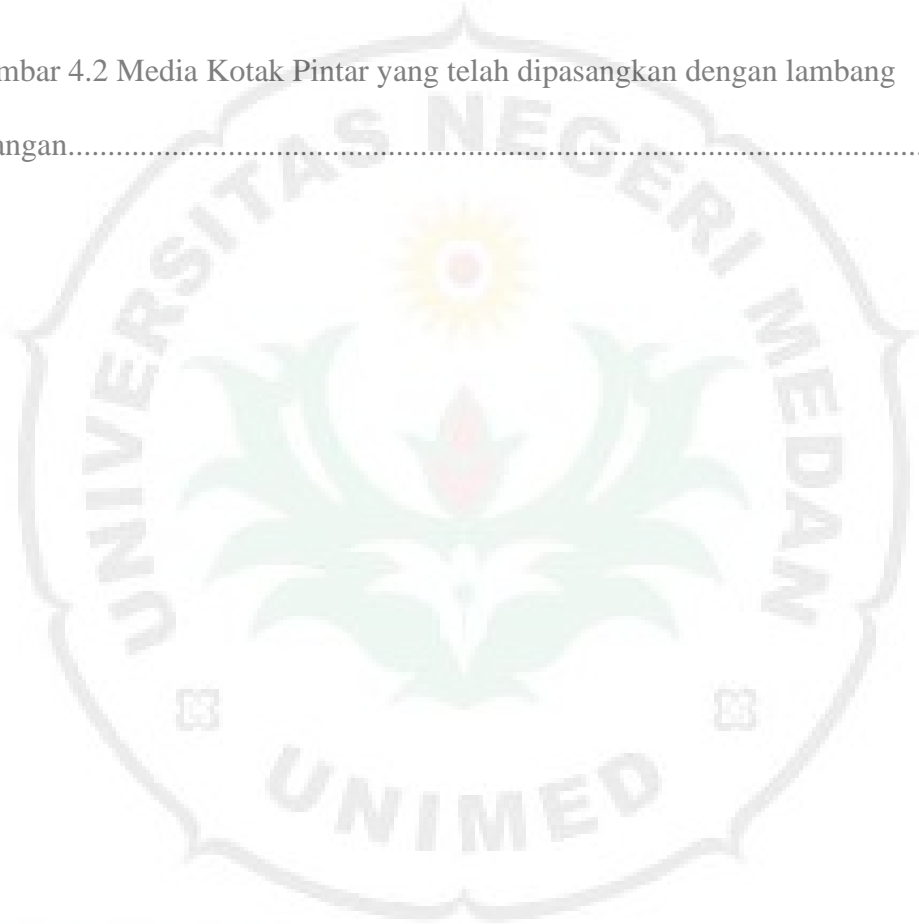 mbar 4.2 Media Kotak Pintar yang telah dipasangkan dengan lambang
angan.......................................................................................
UNIVERSITAS NEGERI MEDAN
UNIMED